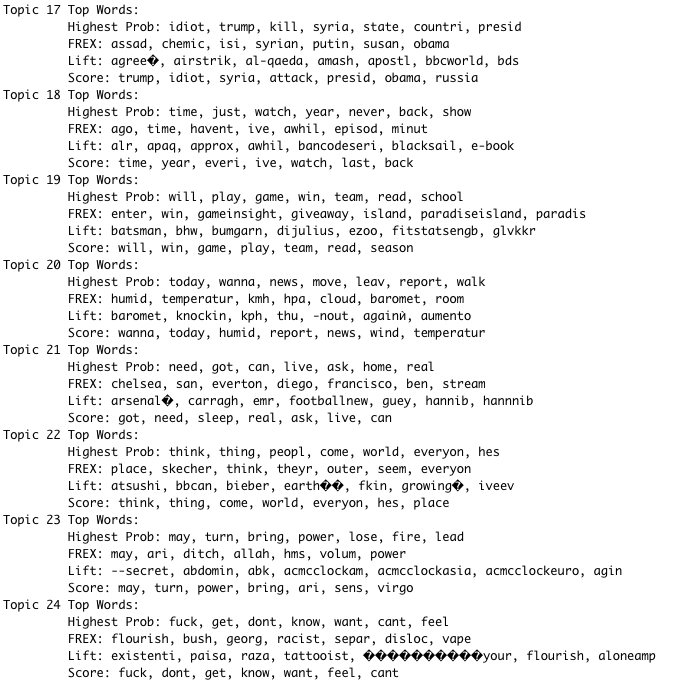 Topic 17 Top Words:
Highest Prob: idiot, trump, kill, syria, state, countri, presid
FREX: assad, chemic, isi, syrian, putin, susan, obama
Lift: agree�, airstrik, al-qaeda, amash, apostl, bbcworld, bds
Score: trump, idiot, syria, attack, presid, obama, russia
Topic 18 Top Words:
Highest Prob: time, just, watch, year, never, back, show
FREX: ago, time, havent, ive, awhil, episod, minut
Lift: alr, apaq, approx, awhil, bancodeseri, blacksail, e-book
Score: time, year, everi, ive, watch, last, back
Topic 19 Top Words:
Highest Prob: will, play, game, win, team, read, school
FREX: enter, win, gameinsight, giveaway, island, paradiseisland, paradis
Lift: batsman, bhw, bumgarn, dijulius, ezoo, fitstatsengb, glvkkr
Score: will, win, game, play, team, read, season
Topic 20 Top Words:
Highest Prob: today, wanna, news, move, leav, report, walk
FREX: humid, temperatur, kmh, hpa, cloud, baromet, room
Lift: baromet, knockin, kph, thu, -nout, againѝ, aumento
Score: wanna, today, humid, report, news, wind, temperatur
Topic 21 Top Words:
Highest Prob: need, got, can, live, ask, home, real
FREX: chelsea, san, everton, diego, francisco, ben, stream
Lift: arsenal�, carragh, emr, footballnew, guey, hannib, hannnib
Score: got, need, sleep, real, ask, live, can
Topic 22 Top Words:
Highest Prob: think, thing, peopl, come, world, everyon, hes
FREX: place, skecher, think, theyr, outer, seem, everyon
Lift: atsushi, bbcan, bieber, earth��, fkin, growing�, iveev
Score: think, thing, come, world, everyon, hes, place
Topic 23 Top Words:
Highest Prob: may, turn, bring, power, lose, fire, lead
FREX: may, ari, ditch, allah, hms, volum, power
Lift: --secret, abdomin, abk, acmcclockam, acmcclockasia, acmcclockeuro, agin
Score: may, turn, power, bring, ari, sens, virgo
Topic 24 Top Words:
Highest Prob: fuck, get, dont, know, want, cant, feel
FREX: flourish, bush, georg, racist, separ, disloc, vape
Lift: existenti, paisa, raza, tattooist, ������������your, flourish, aloneamp
Score: fuck, dont, get, know, want, feel, cant